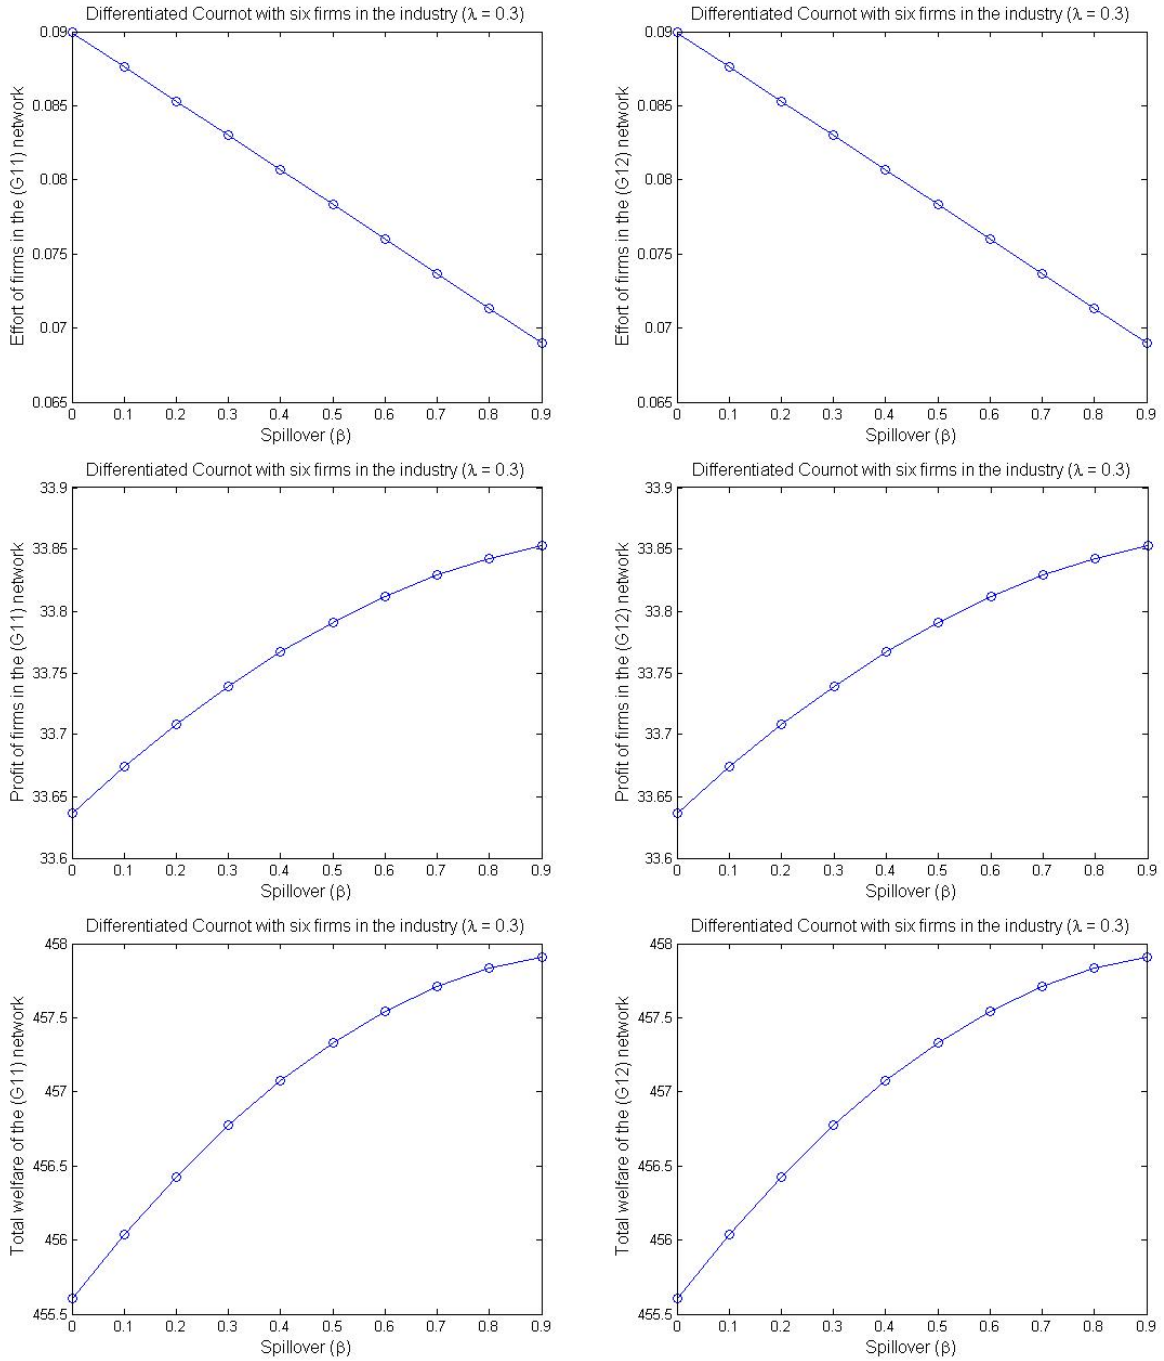 Differentiated Cournot with six firms in the industry (λ = 0.3)
Effort of firms in the (G11) network
0.09
0.085
0.08
0.075
0.07
0.065
0 0.1 0.2 0.3 0.4 0.5 0.6 0.7 0.8 0.9
Spillover (β)
Differentiated Cournot with six firms in the industry (λ = 0.3)
Effort of firms in the (G12) network
0.09
0.085
0.08
0.075
0.07
0.065
0 0.1 0.2 0.3 0.4 0.5 0.6 0.7 0.8 0.9
Spillover (β)
Differentiated Cournot with six firms in the industry (λ = 0.3)
Profit of firms in the (G11) network
33.9
33.85
33.8
33.75
33.7
33.65
33.6
0 0.1 0.2 0.3 0.4 0.5 0.6 0.7 0.8 0.9
Spillover (β)
Differentiated Cournot with six firms in the industry (λ = 0.3)
Profit of firms in the (G12) network
33.9
33.85
33.8
33.75
33.7
33.65
33.6
0 0.1 0.2 0.3 0.4 0.5 0.6 0.7 0.8 0.9
Spillover (β)
Differentiated Cournot with six firms in the industry (λ = 0.3)
Total welfare of the (G11) network
458
457.5
457
456.5
456
455.5
0 0.1 0.2 0.3 0.4 0.5 0.6 0.7 0.8 0.9
Spillover (β)
Differentiated Cournot with six firms in the industry (λ = 0.3)
Total welfare of the (G12) network
458
457.5
457
456.5
456
455.5
0 0.1 0.2 0.3 0.4 0.5 0.6 0.7 0.8 0.9
Spillover (β)